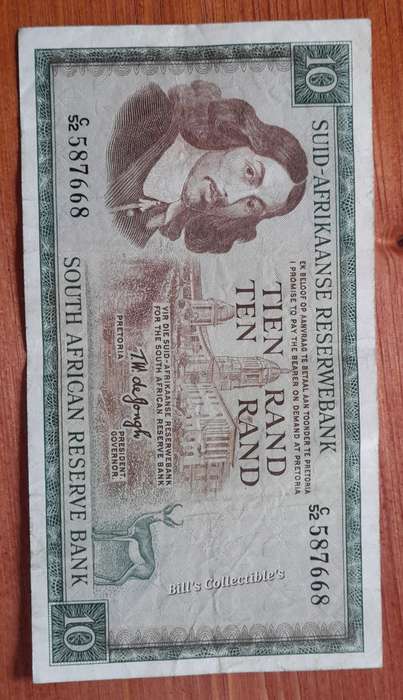 10
SUID-AFRIKAANSE RESERWEBANK
EK BELOOF OP AANVRAAG TE BETAAL AAN TOONDER TE PRETORIA
I PROMISE TO PAY THE BEARER ON DEMAND AT PRETORIA
C/52 587668
TIEN RAND
TEN RAND
VIR DIE SUID-AFRIKAANSE RESERWEBANK
FOR THE SOUTH AFRICAN RESERVE BANK
T W de Jongh
PRETORIA
PRESIDENT.
GOVERNOR.
C/52 587668
SOUTH AFRICAN RESERVE BANK
10
Bill's Collectible's